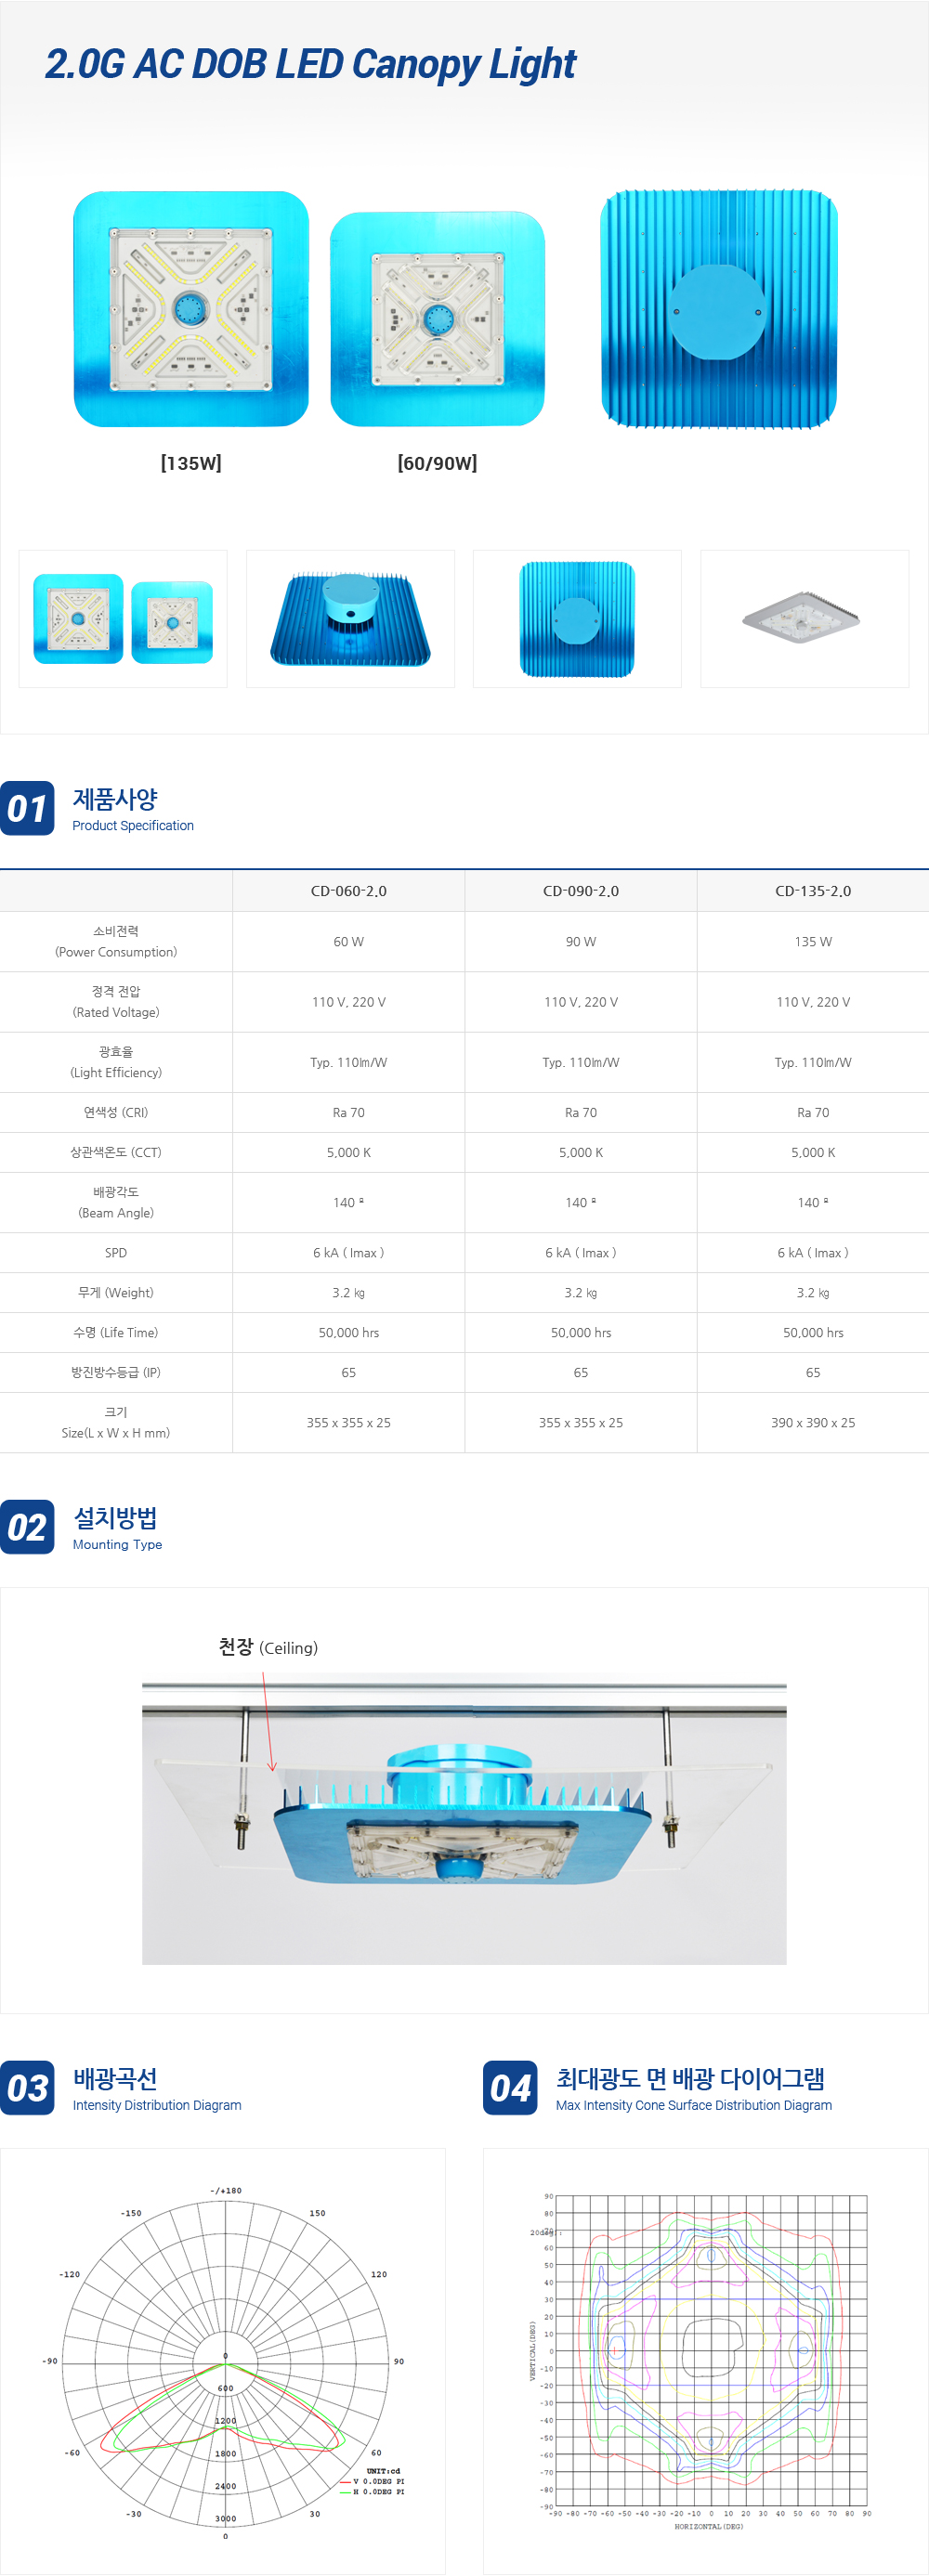 2.0G AC DOB LED Canopy Light
[135W]
[60/90W]
01
제품사양
Product Specification
CD-060-2.0 CD-090-2.0 CD-135-2.0
소비전력
(Power Consumption)
60 W 90 W 135 W
정격 전압
(Rated Voltage)
110 V, 220 V 110 V, 220 V 110 V, 220 V
광효율
(Light Efficiency)
Typ. 110㏐/W Typ. 110㏐/W Typ. 110㏐/W
연색성 (CRI) Ra 70 Ra 70 Ra 70
상관색온도 (CCT) 5,000 K 5,000 K 5,000 K
배광각도
(Beam Angle)
140 º 140 º 140 º
SPD 6 kA ( Imax ) 6 kA ( Imax ) 6 kA ( Imax )
무게 (Weight) 3.2 ㎏ 3.2 ㎏ 3.2 ㎏
수명 (Life Time) 50,000 hrs 50,000 hrs 50,000 hrs
방진방수등급 (IP) 65 65 65
크기
Size(L x W x H mm)
355 x 355 x 25 355 x 355 x 25 390 x 390 x 25
02
설치방법
Mounting Type
천장 (Ceiling)
03
배광곡선
Intensity Distribution Diagram
-/+180
-150 150
-120 120
-90 0 90
600
1200
-60 60
1800
UNIT:cd
V 0.0DEG PI
2400
H 0.0DEG PI
-30 30
3000
0
04
최대광도 면 배광 다이어그램
Max Intensity Cone Surface Distribution Diagram
90
80
70
60
50
40
30
20
10
0
-10
-20
-30
-40
-50
-60
-70
-80
-90
VERTICAL(DEG)
-90 -80 -70 -60 -50 -40 -30 -20 -10 0 10 20 30 40 50 60 70 80 90
HORIZONTAL(DEG)